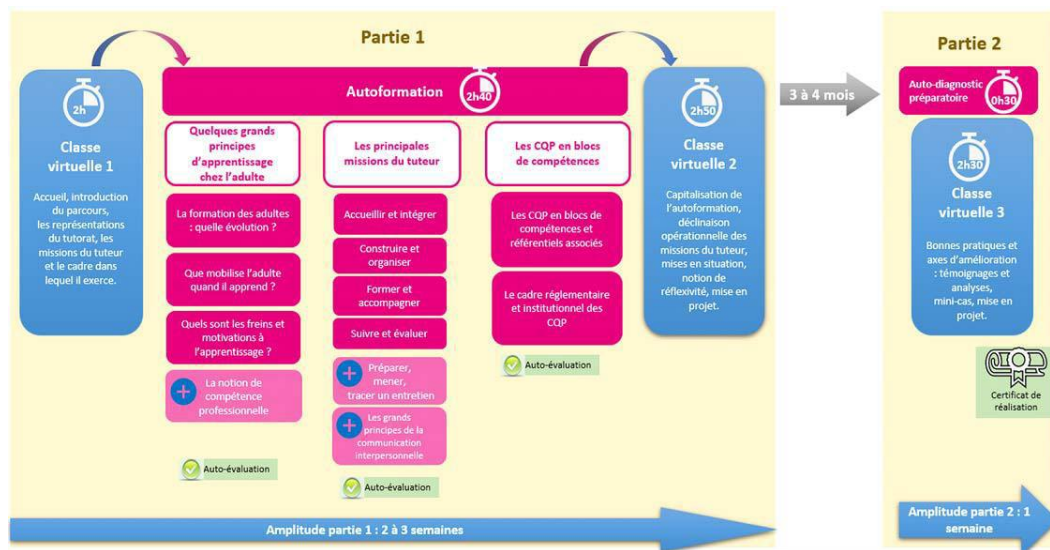 Partie 1
2h
Classe
virtuelle 1
Accueil, introduction
du parcours,
les représentations
du tutorat, les
missions du tuteur
et le cadre dans
lequel il exerce.
Autoformation
2h40
Quelques grands
principes
d'apprentissage
chez l'adulte
La formation des adultes
: quelle évolution ?
Que mobilise l'adulte
quand il apprend ?
Quels sont les freins et
motivations à
l'apprentissage ?
La notion de
compétence
professionnelle
Auto-évaluation
Les principales
missions du tuteur
Accueillir et intégrer
Construire et
organiser
Former et
accompagner
Suivre et évaluer
Préparer,
mener,
tracer un entretien
Les grands
principes de la
communication
interpersonnelle
Auto-évaluation
Les CQP en blocs
de compétences
Les CQP en blocs de
compétences et
référentiels associés
Le cadre réglementaire
et institutionnel des
CQP
Auto-évaluation
2h50
Classe
virtuelle 2
Capitalisation de
l'autoformation,
déclinaison
opérationnelle des
missions du tuteur,
mises en situation,
notion de
réflexivité, mise en
projet.
Amplitude partie 1 : 2 à 3 semaines
3 à 4 mois
Partie 2
Auto-diagnostic
préparatoire
0h30
2h30
Classe
virtuelle 3
Bonnes pratiques et
axes d'amélioration
: témoignages et
analyses,
mini-cas, mise en
projet.
Certificat de
réalisation
Amplitude partie 2 : 1
semaine